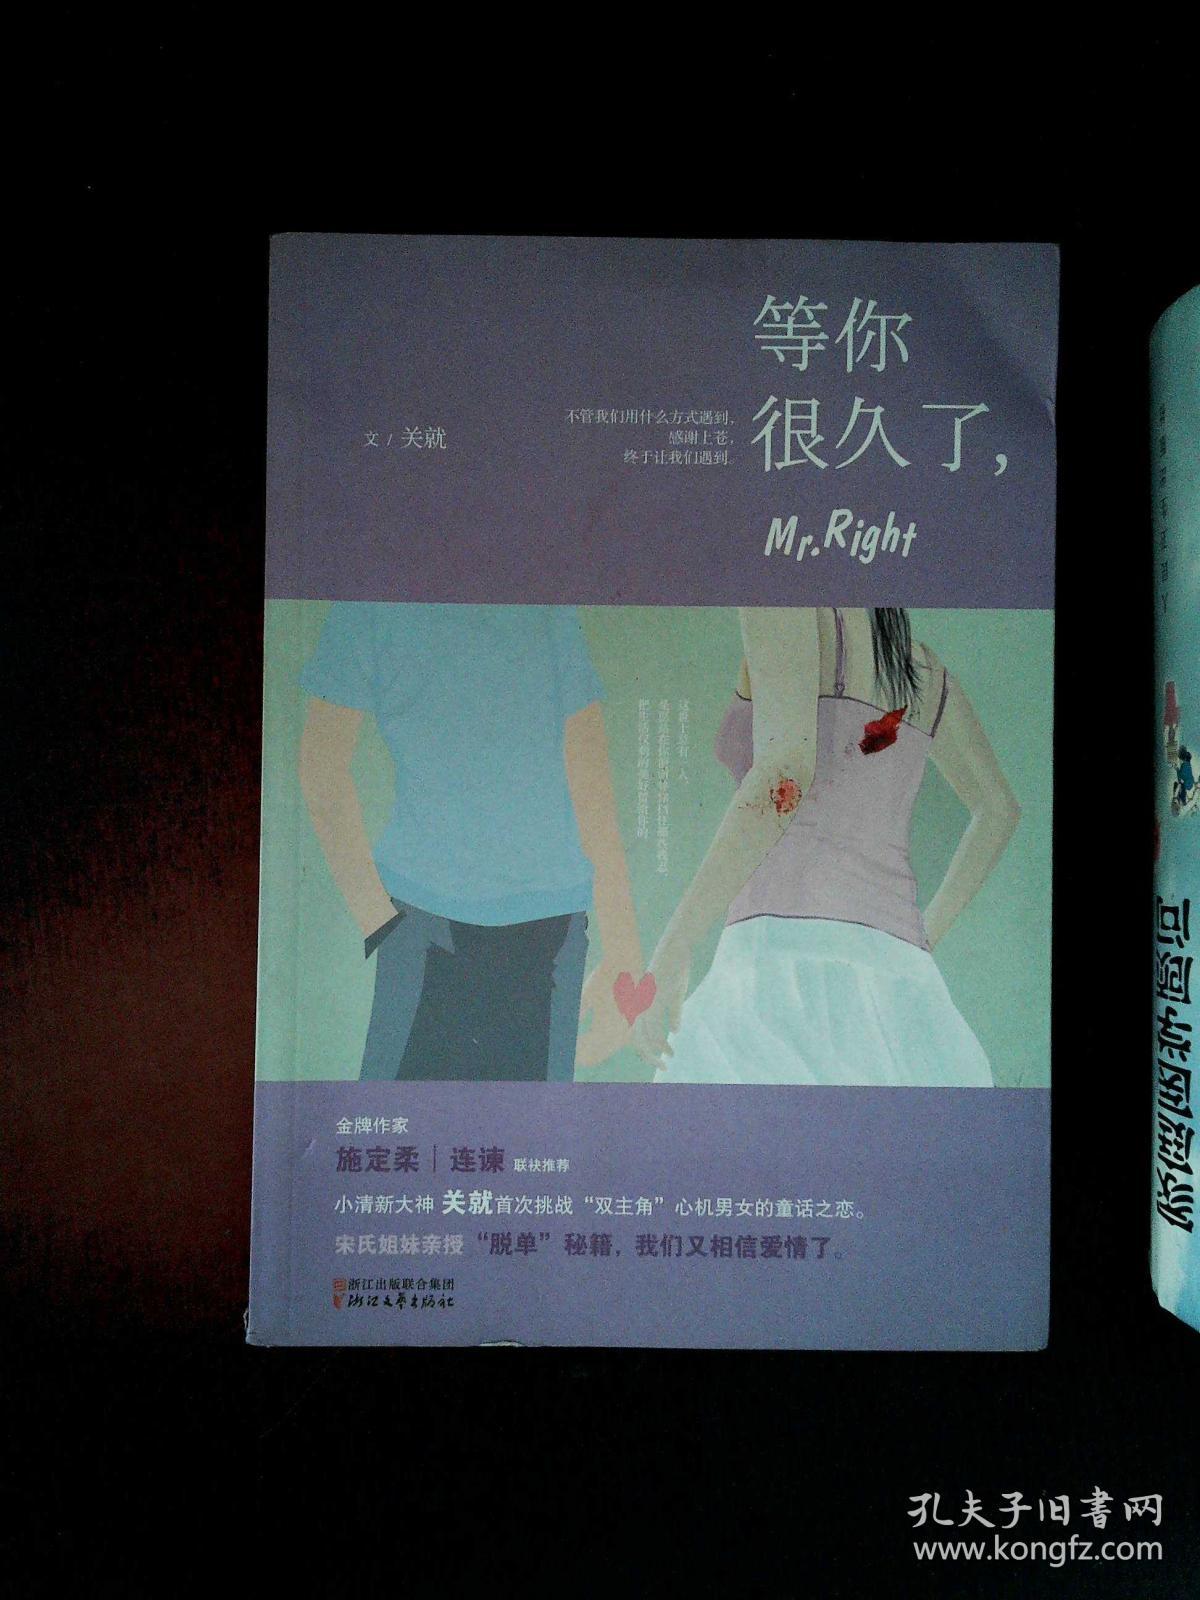 等你
很久了,
Mr.Right
不管我们用什么方式遇到，
感谢上苍，
终于让我们遇到。
文 / 关就
金牌作家
施定柔｜连谏 联袂推荐
小清新大神 关就首次挑战“双主角”心机男女的童话之恋。
宋氏姐妹亲授“脱单”秘籍，我们又相信爱情了。
浙江出版联合集团
浙江文艺出版社
孔夫子旧书网
www.kongfz.com